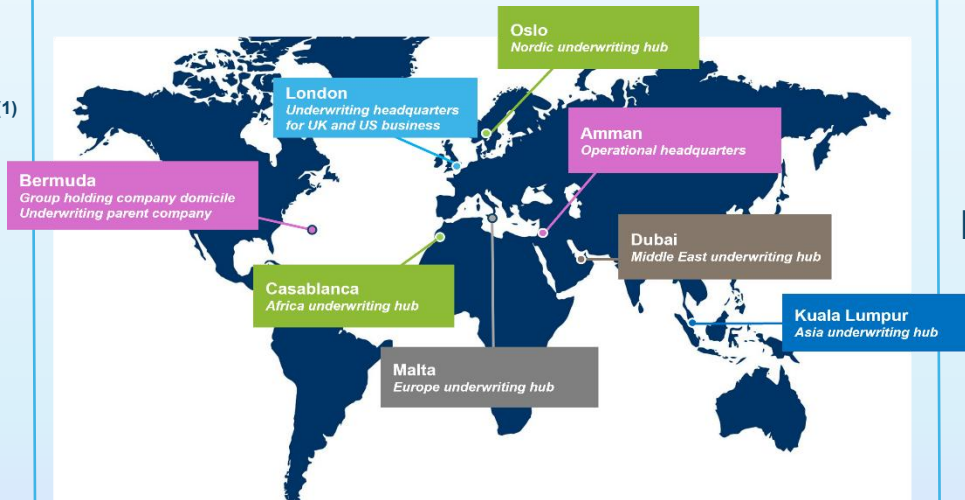 (1)
Oslo
Nordic underwriting hub
London
Underwriting headquarters
for UK and US business
Amman
Operational headquarters
Bermuda
Group holding company domicile
Underwriting parent company
Dubai
Middle East underwriting hub
Casablanca
Africa underwriting hub
Kuala Lumpur
Asia underwriting hub
Malta
Europe underwriting hub